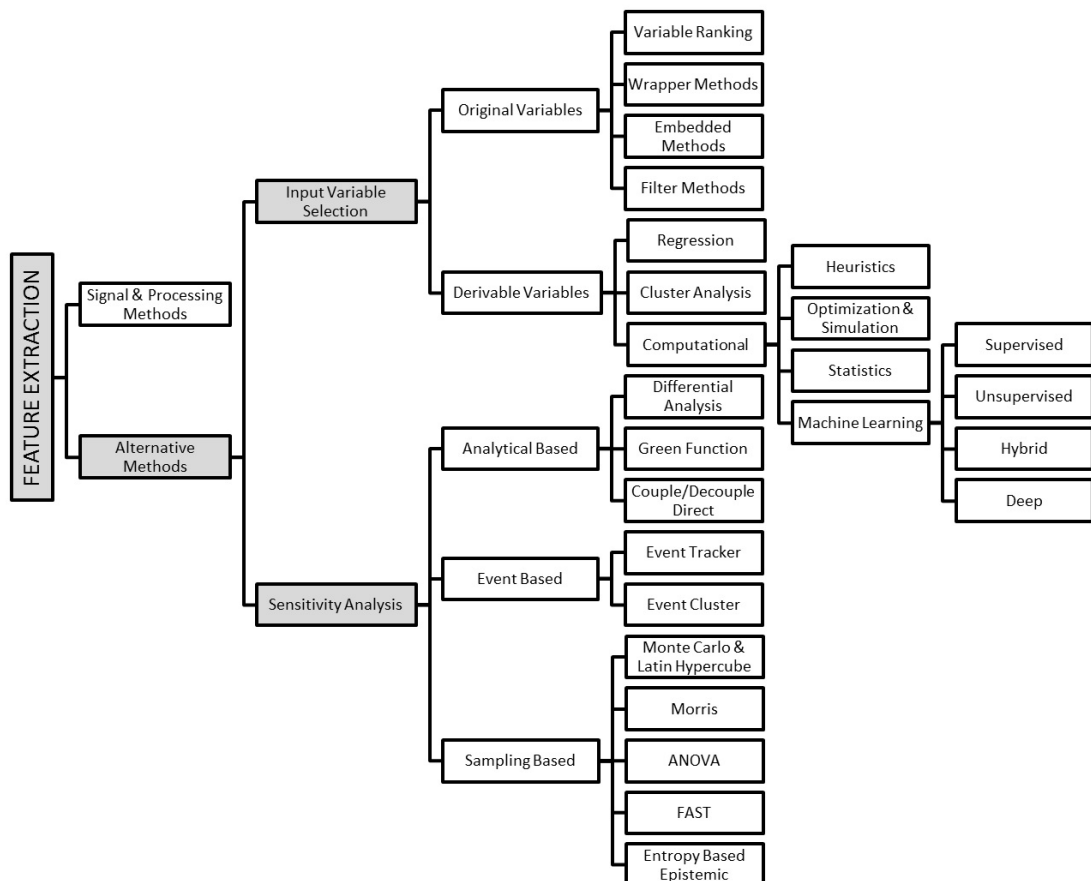 FEATURE EXTRACTION
Signal & Processing
Methods
Alternative
Methods
Input Variable
Selection
Sensitivity Analysis
Original Variables
Derivable Variables
Analytical Based
Event Based
Sampling Based
Variable Ranking
Wrapper Methods
Embedded
Methods
Filter Methods
Regression
Cluster Analysis
Computational
Differential
Analysis
Green Function
Couple/Decouple
Direct
Event Tracker
Event Cluster
Monte Carlo &
Latin Hypercube
Morris
ANOVA
FAST
Entropy Based
Epistemic
Heuristics
Optimization &
Simulation
Statistics
Machine Learning
Supervised
Unsupervised
Hybrid
Deep